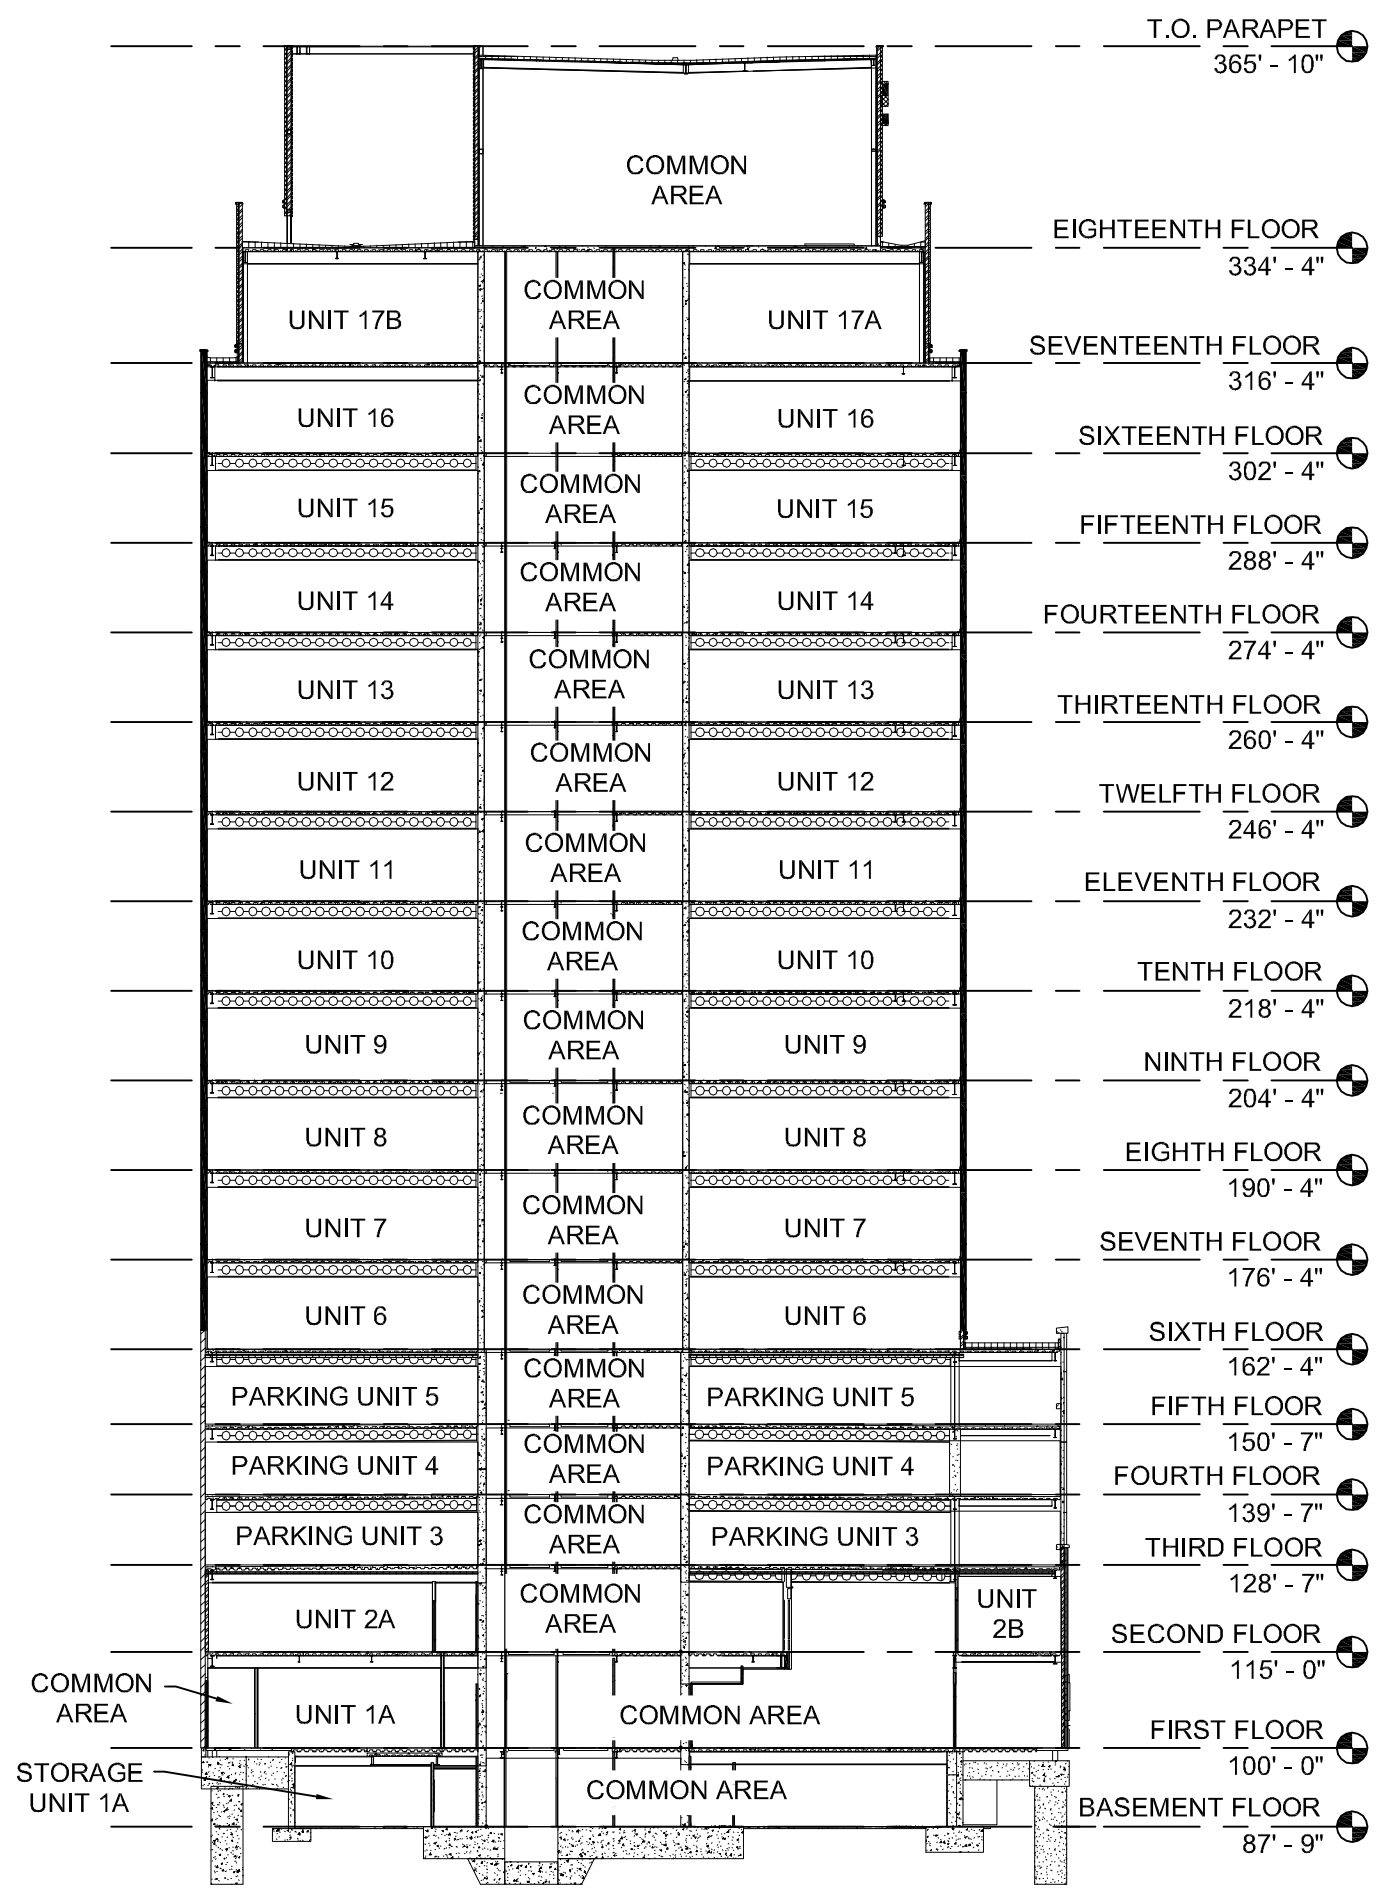 T.O. PARAPET
365' - 10"
COMMON
AREA
EIGHTEENTH FLOOR
334' - 4"
COMMON
AREA
UNIT 17B
UNIT 17A
SEVENTEENTH FLOOR
316' - 4"
COMMON
AREA
UNIT 16
UNIT 16
SIXTEENTH FLOOR
302' - 4"
COMMON
AREA
UNIT 15
UNIT 15
FIFTEENTH FLOOR
288' - 4"
COMMON
AREA
UNIT 14
UNIT 14
FOURTEENTH FLOOR
274' - 4"
COMMON
AREA
UNIT 13
UNIT 13
THIRTEENTH FLOOR
260' - 4"
COMMON
AREA
UNIT 12
UNIT 12
TWELFTH FLOOR
246' - 4"
COMMON
AREA
UNIT 11
UNIT 11
ELEVENTH FLOOR
232' - 4"
COMMON
AREA
UNIT 10
UNIT 10
TENTH FLOOR
218' - 4"
COMMON
AREA
UNIT 9
UNIT 9
NINTH FLOOR
204' - 4"
COMMON
AREA
UNIT 8
UNIT 8
EIGHTH FLOOR
190' - 4"
COMMON
AREA
UNIT 7
UNIT 7
SEVENTH FLOOR
176' - 4"
COMMON
AREA
UNIT 6
UNIT 6
SIXTH FLOOR
162' - 4"
COMMON
AREA
PARKING UNIT 5
PARKING UNIT 5
FIFTH FLOOR
150' - 7"
COMMON
AREA
PARKING UNIT 4
PARKING UNIT 4
FOURTH FLOOR
139' - 7"
COMMON
AREA
PARKING UNIT 3
PARKING UNIT 3
THIRD FLOOR
128' - 7"
COMMON
AREA
UNIT 2A
UNIT
2B
SECOND FLOOR
115' - 0"
COMMON
AREA
UNIT 1A
COMMON AREA
FIRST FLOOR
100' - 0"
STORAGE
UNIT 1A
COMMON AREA
BASEMENT FLOOR
87' - 9"